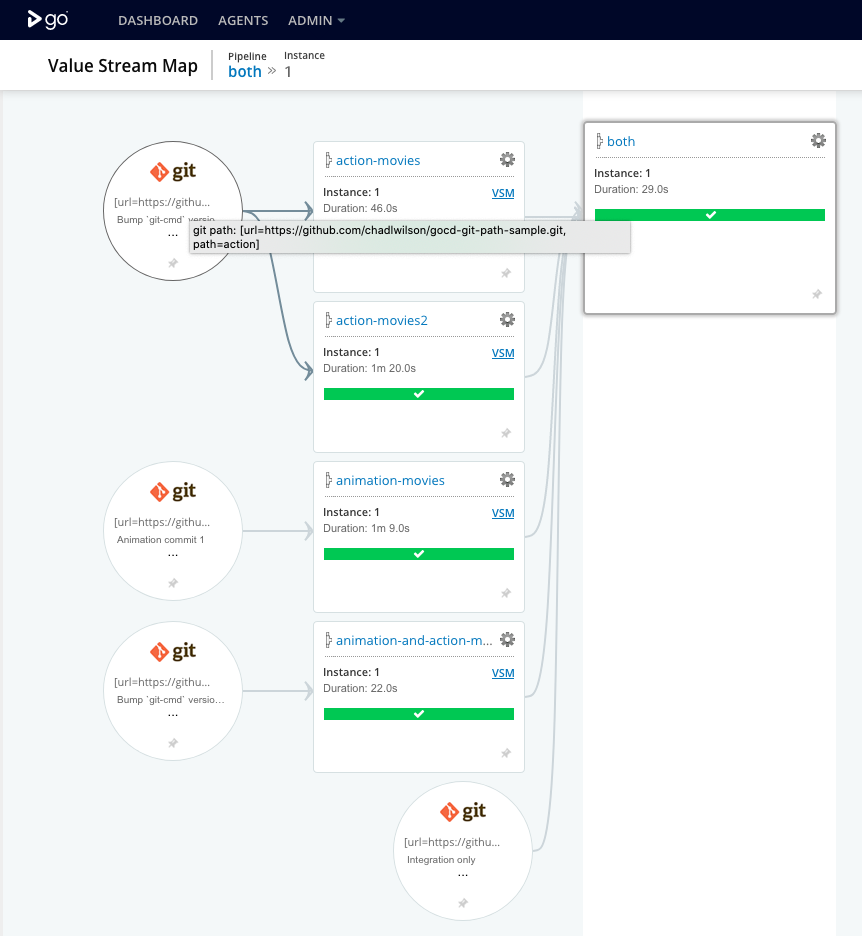 go
DASHBOARD
AGENTS
ADMIN
Value Stream Map
Pipeline
both »
Instance
1
git
[url=https://githu...
Bump `git-cmd` versio...
...
action-movies
Instance: 1
VSM
Duration: 46.0s
git path: [url=https://github.com/chadlwilson/gocd-git-path-sample.git,
path=action]
both
Instance: 1
Duration: 29.0s
action-movies2
Instance: 1
VSM
Duration: 1m 20.0s
git
[url=https://githu...
Animation commit 1
...
animation-movies
Instance: 1
VSM
Duration: 1m 9.0s
git
[url=https://githu...
Bump `git-cmd` versio...
...
animation-and-action-m...
Instance: 1
VSM
Duration: 22.0s
git
[url=https://githu...
Integration only
...